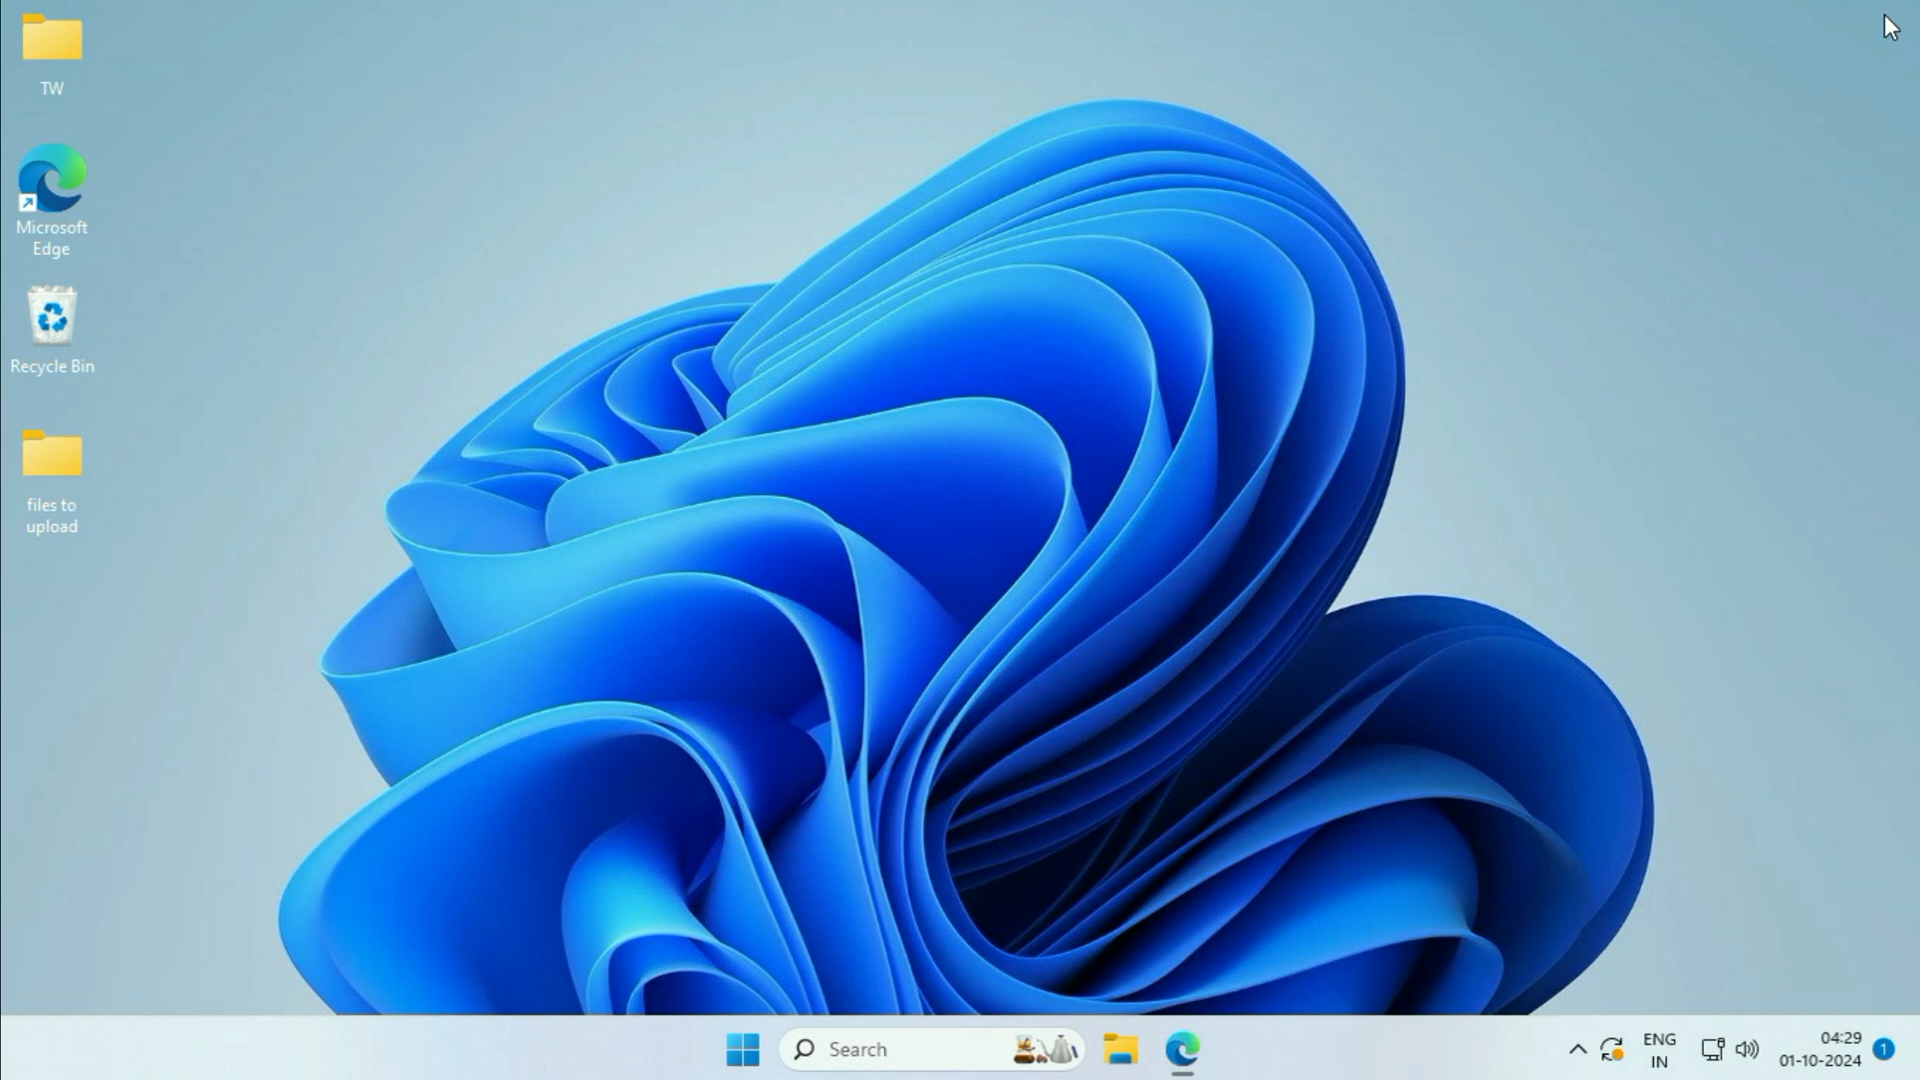 TW
Microsoft
Edge
Recycle Bin
files to
upload
Search
ENG
IN
04:29
01-10-2024
1